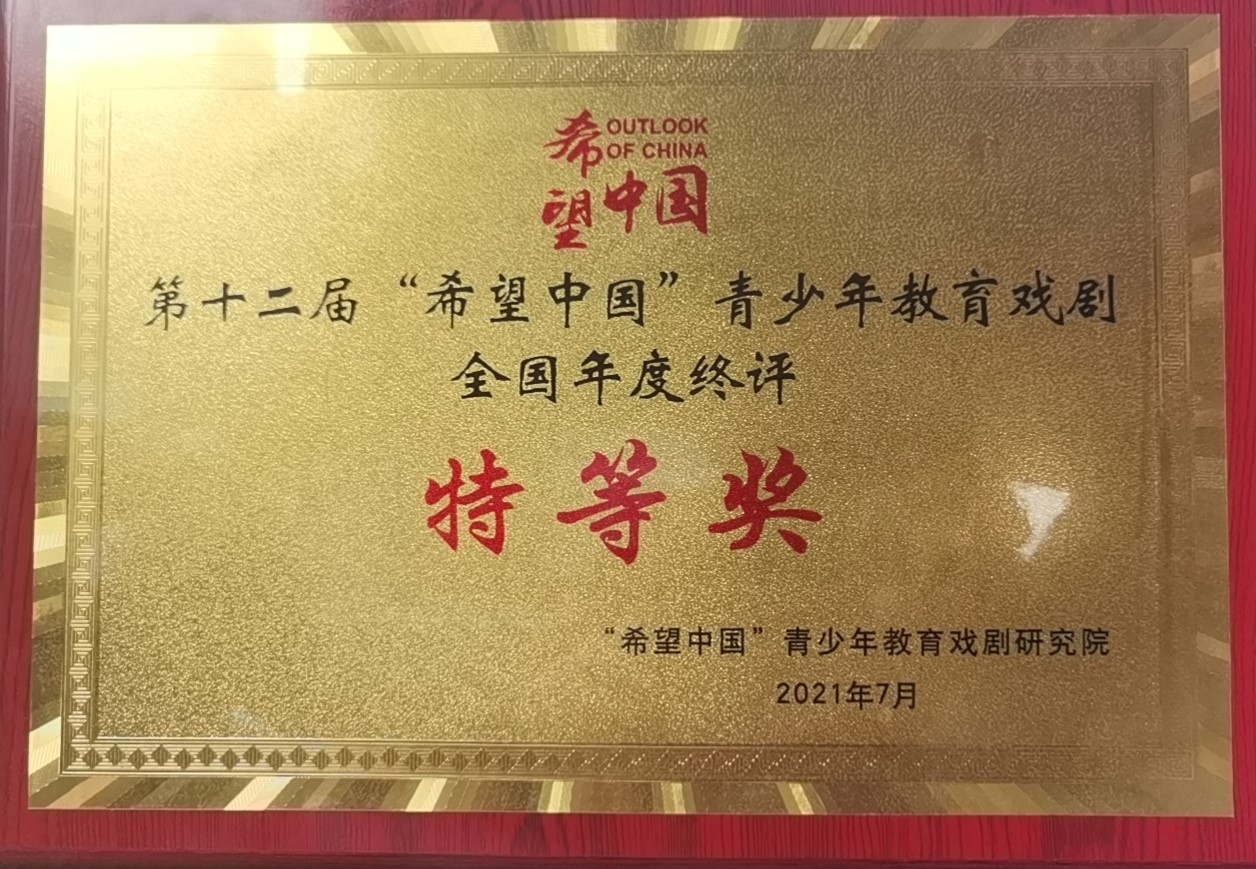 希 OUTLOOK
OF CHINA
望中国
第十二届“希望中国”青少年教育戏剧
全国年度终评
特等奖
“希望中国”青少年教育戏剧研究院
2021年7月